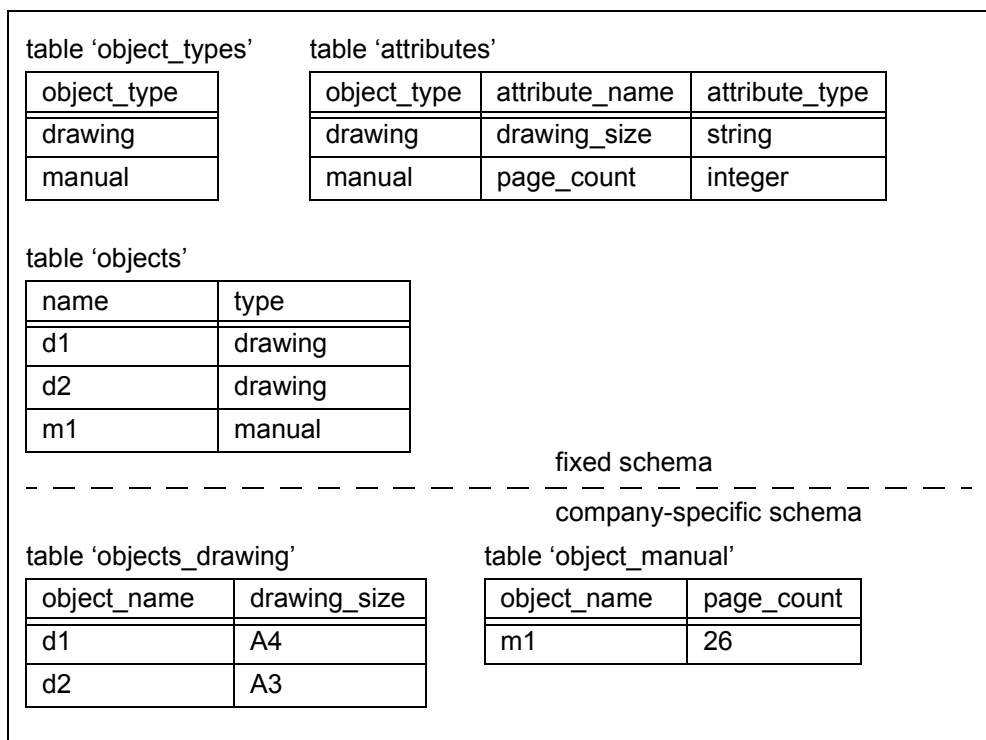 table ‘object_types’ table ‘attributes’
object_type object_type attribute_name attribute_type
drawing drawing drawing_size string
manual manual page_count integer
table ‘objects’
name type
d1 drawing
d2 drawing
m1 manual
fixed schema
company-specific schema
table ‘objects_drawing’ table ‘object_manual’
object_name drawing_size object_name page_count
d1 A4 m1 26
d2 A3